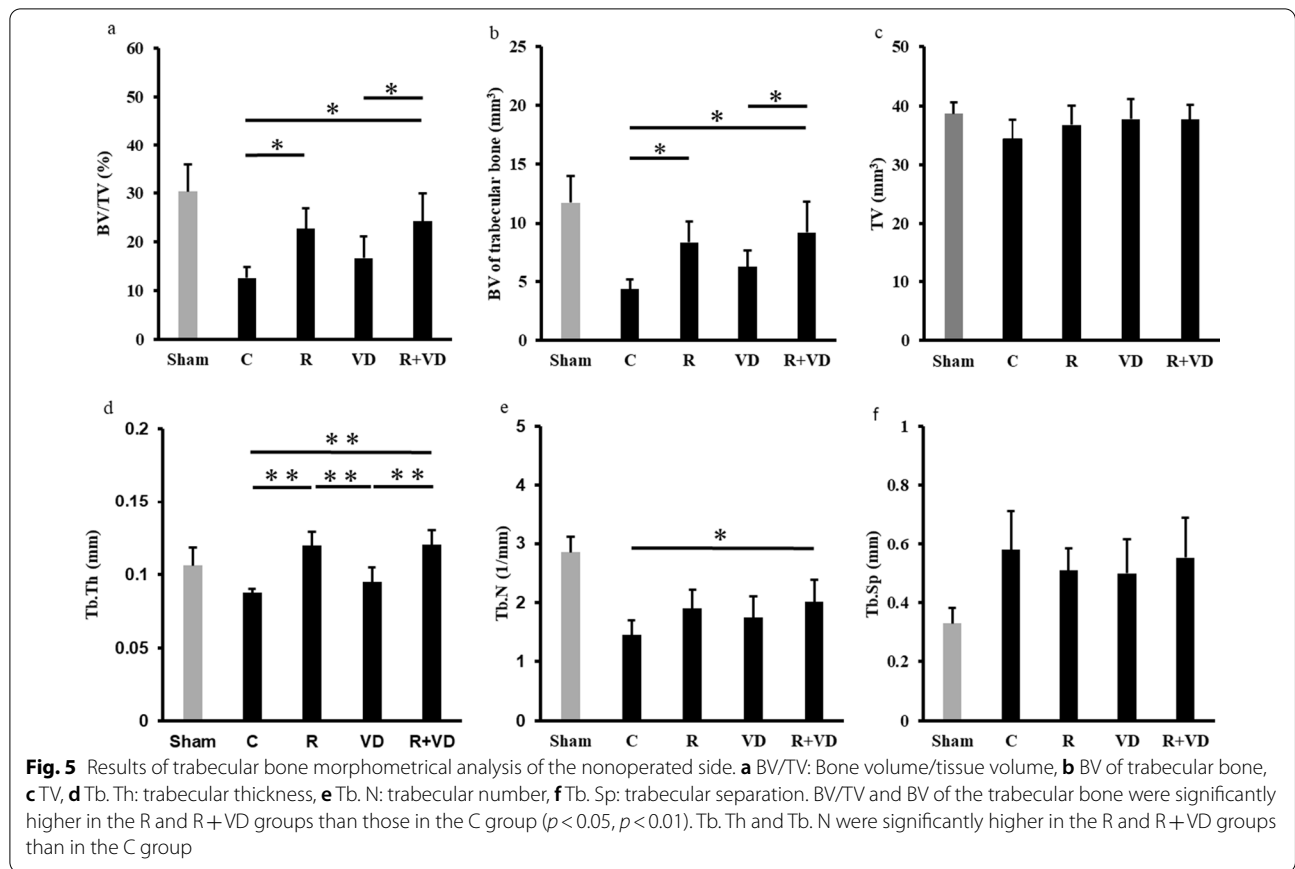 a
BV/TV (%)
60
50
40
30
20
10
0
* * *
Sham C R VD R+VD
b
BV of trabecular bone (mm³)
25
20
15
10
5
0
* * *
Sham C R VD R+VD
c
TV (mm³)
50
40
30
20
10
0
Sham C R VD R+VD
d
Tb.Th (mm)
0.2
0.15
0.1
0.05
0
**
** ** **
Sham C R VD R+VD
e
Tb.N (1/mm)
5
4
3
2
1
0
*
Sham C R VD R+VD
f
Tb.Sp (mm)
1
0.8
0.6
0.4
0.2
0
Sham C R VD R+VD
Fig. 5 Results of trabecular bone morphometrical analysis of the nonoperated side. a BV/TV: Bone volume/tissue volume, b BV of trabecular bone,
c TV, d Tb. Th: trabecular thickness, e Tb. N: trabecular number, f Tb. Sp: trabecular separation. BV/TV and BV of the trabecular bone were significantly
higher in the R and R+VD groups than those in the C group (p<0.05, p<0.01). Tb. Th and Tb. N were significantly higher in the R and R+VD groups
than in the C group